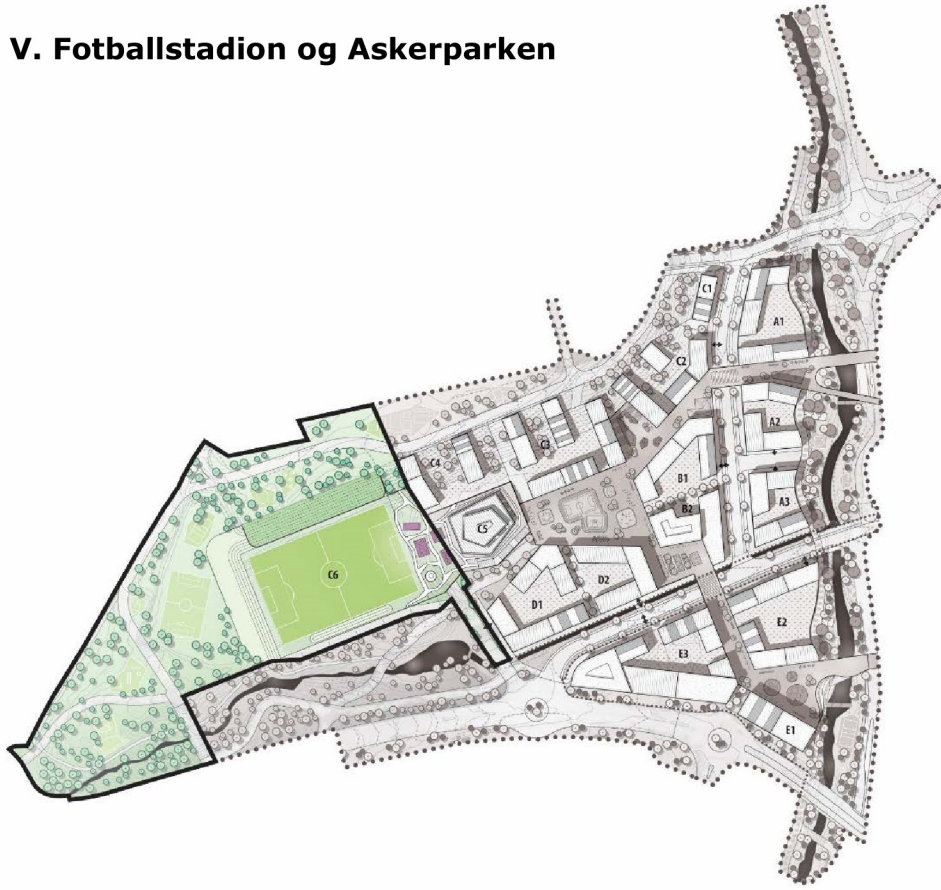 V. Fotballstadion og Askerparken
C1
A1
C2
A2
C3
C4
B1
A3
B2
C5
C6
D2
D1
E2
E3
E1